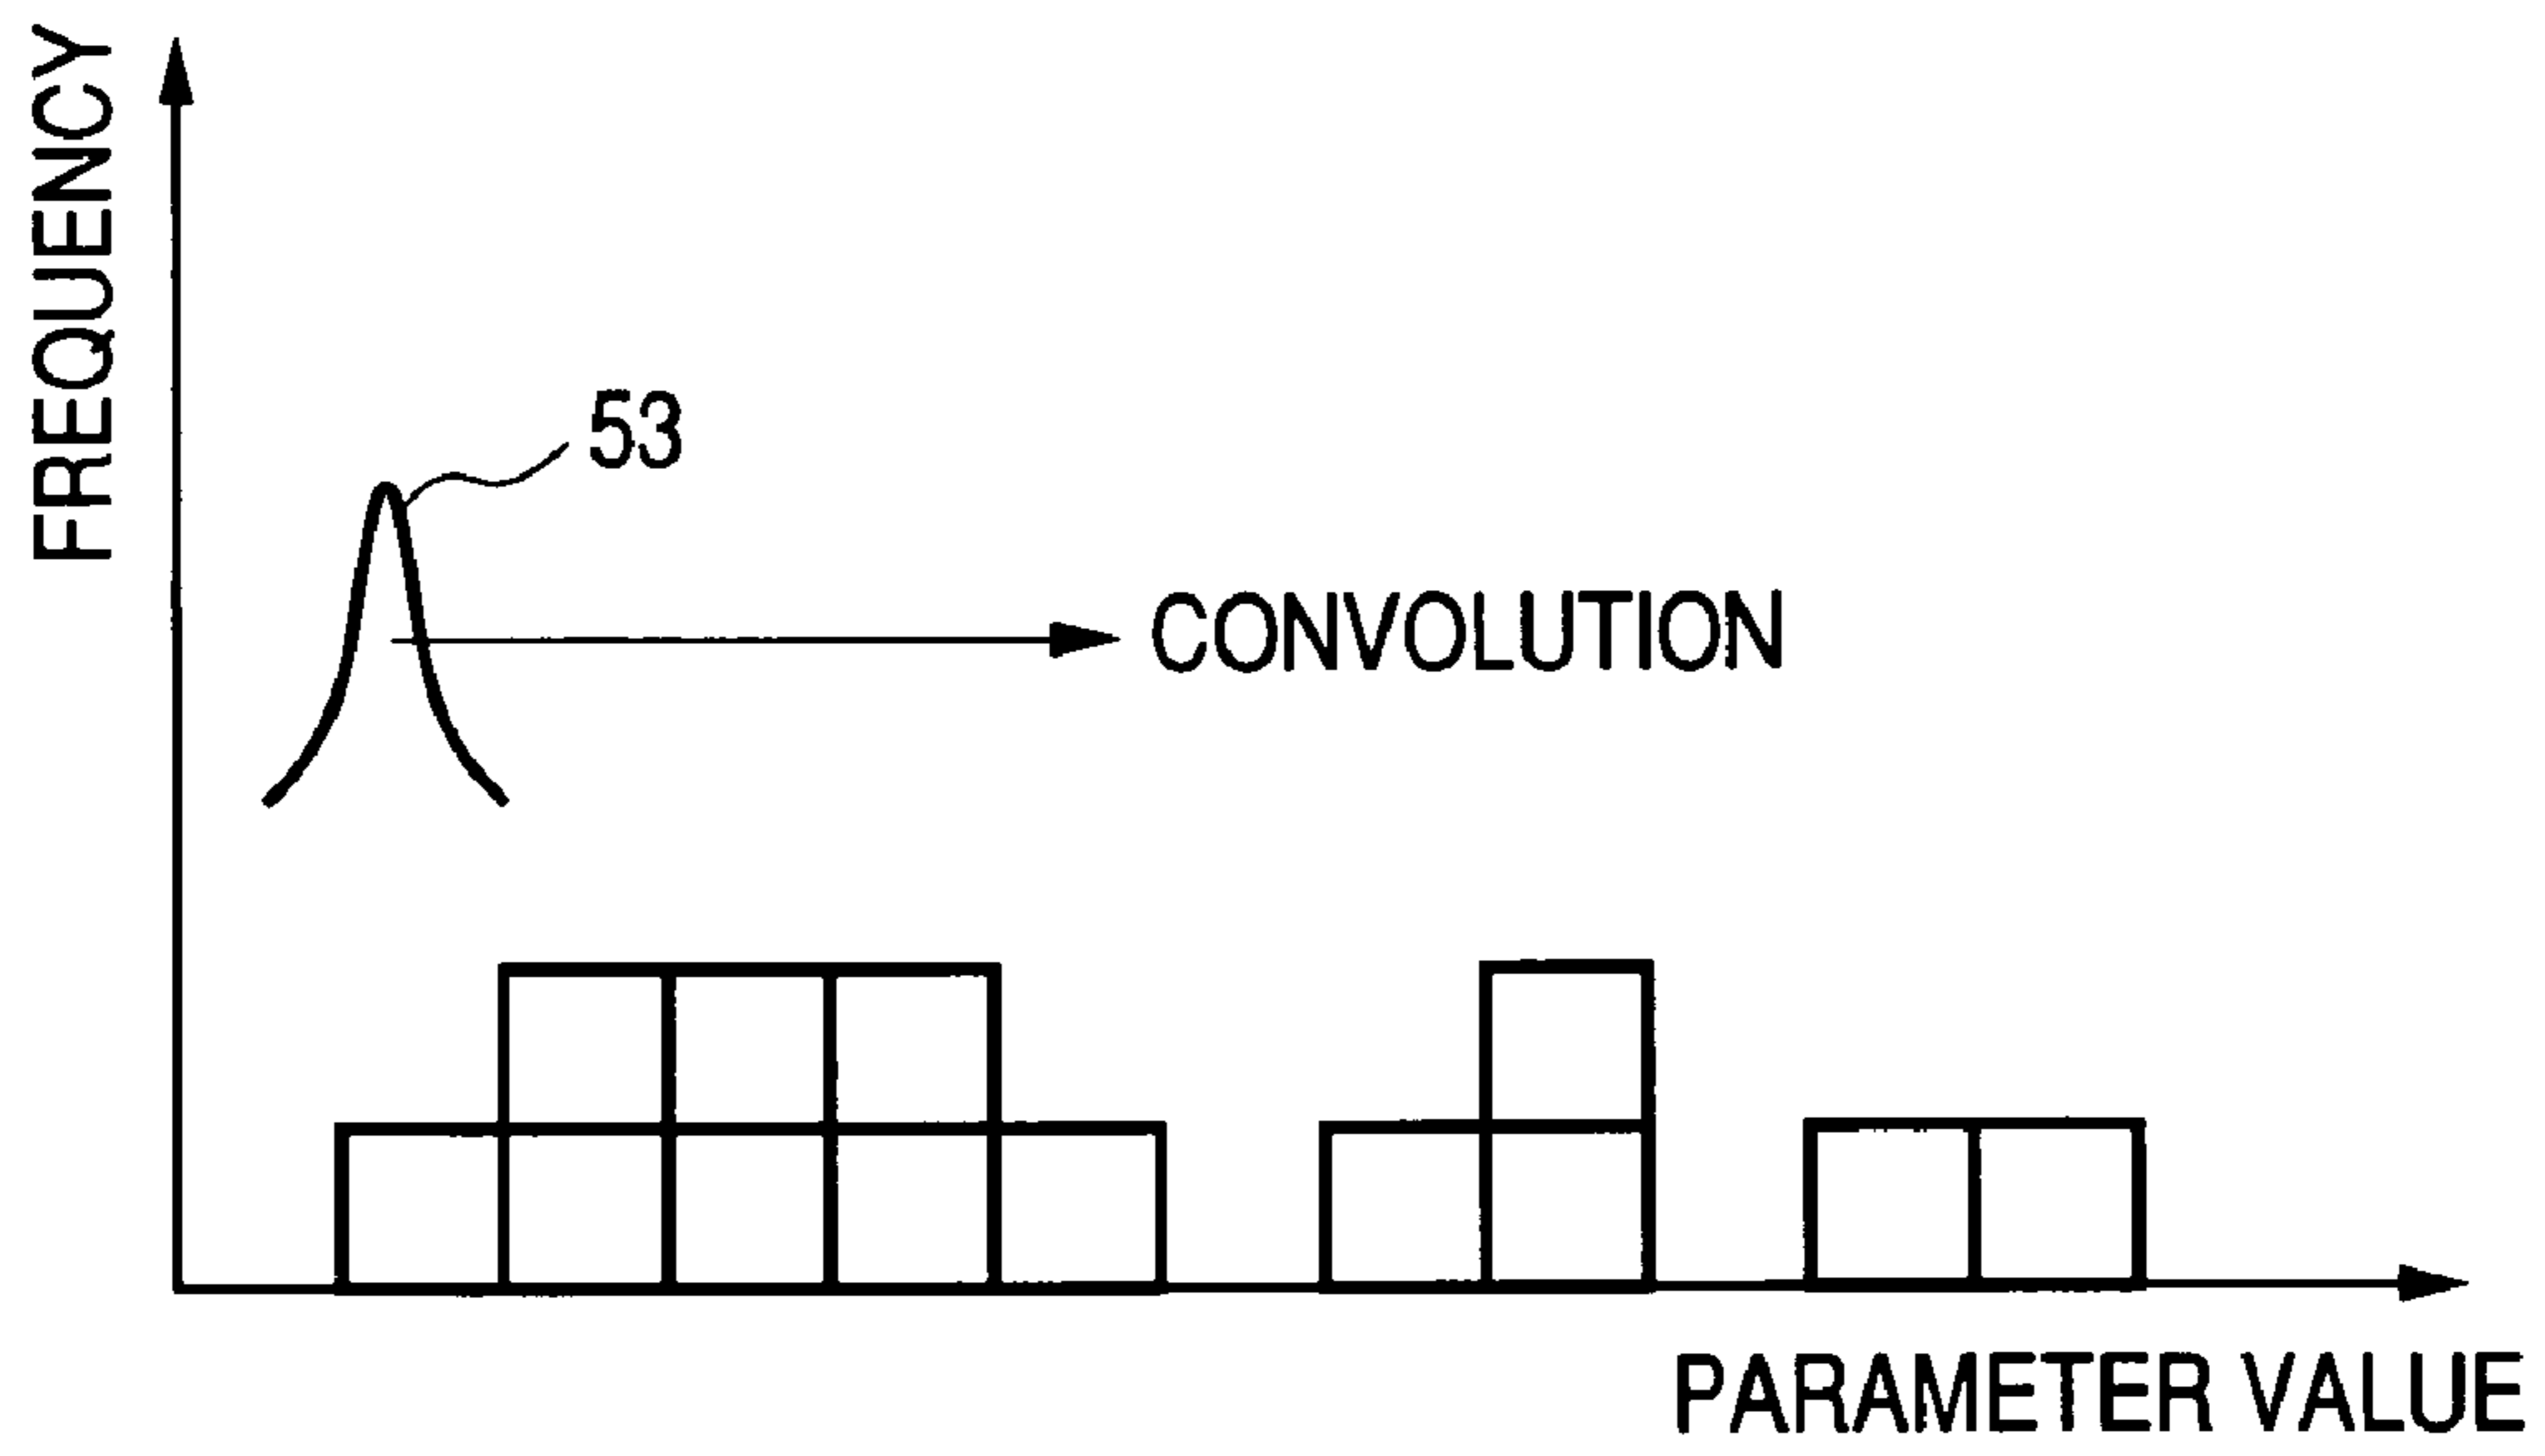 FREQUENCY
53
CONVOLUTION
PARAMETER VALUE